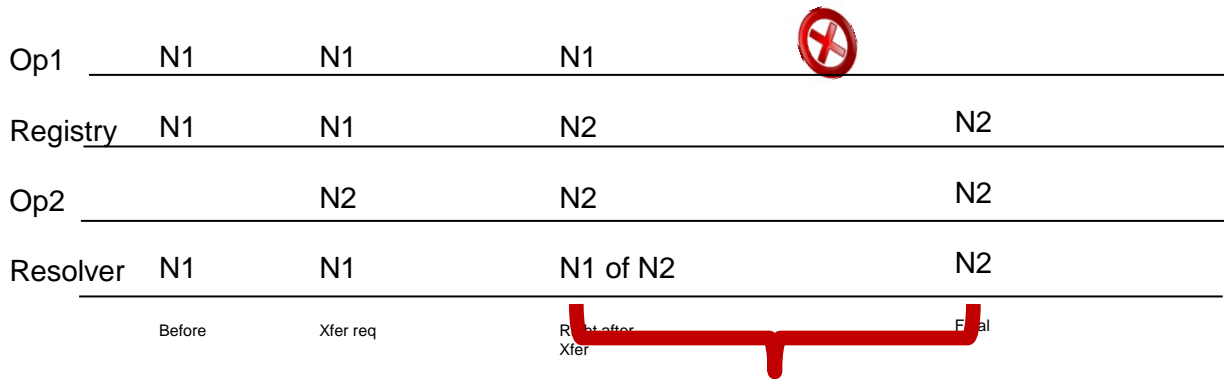 Op1 N1 N1 N1
Registry N1 N1 N2 N2
Op2 N2 N2 N2
Resolver N1 N1 N1 of N2 N2
Before Xfer req after
Xfer